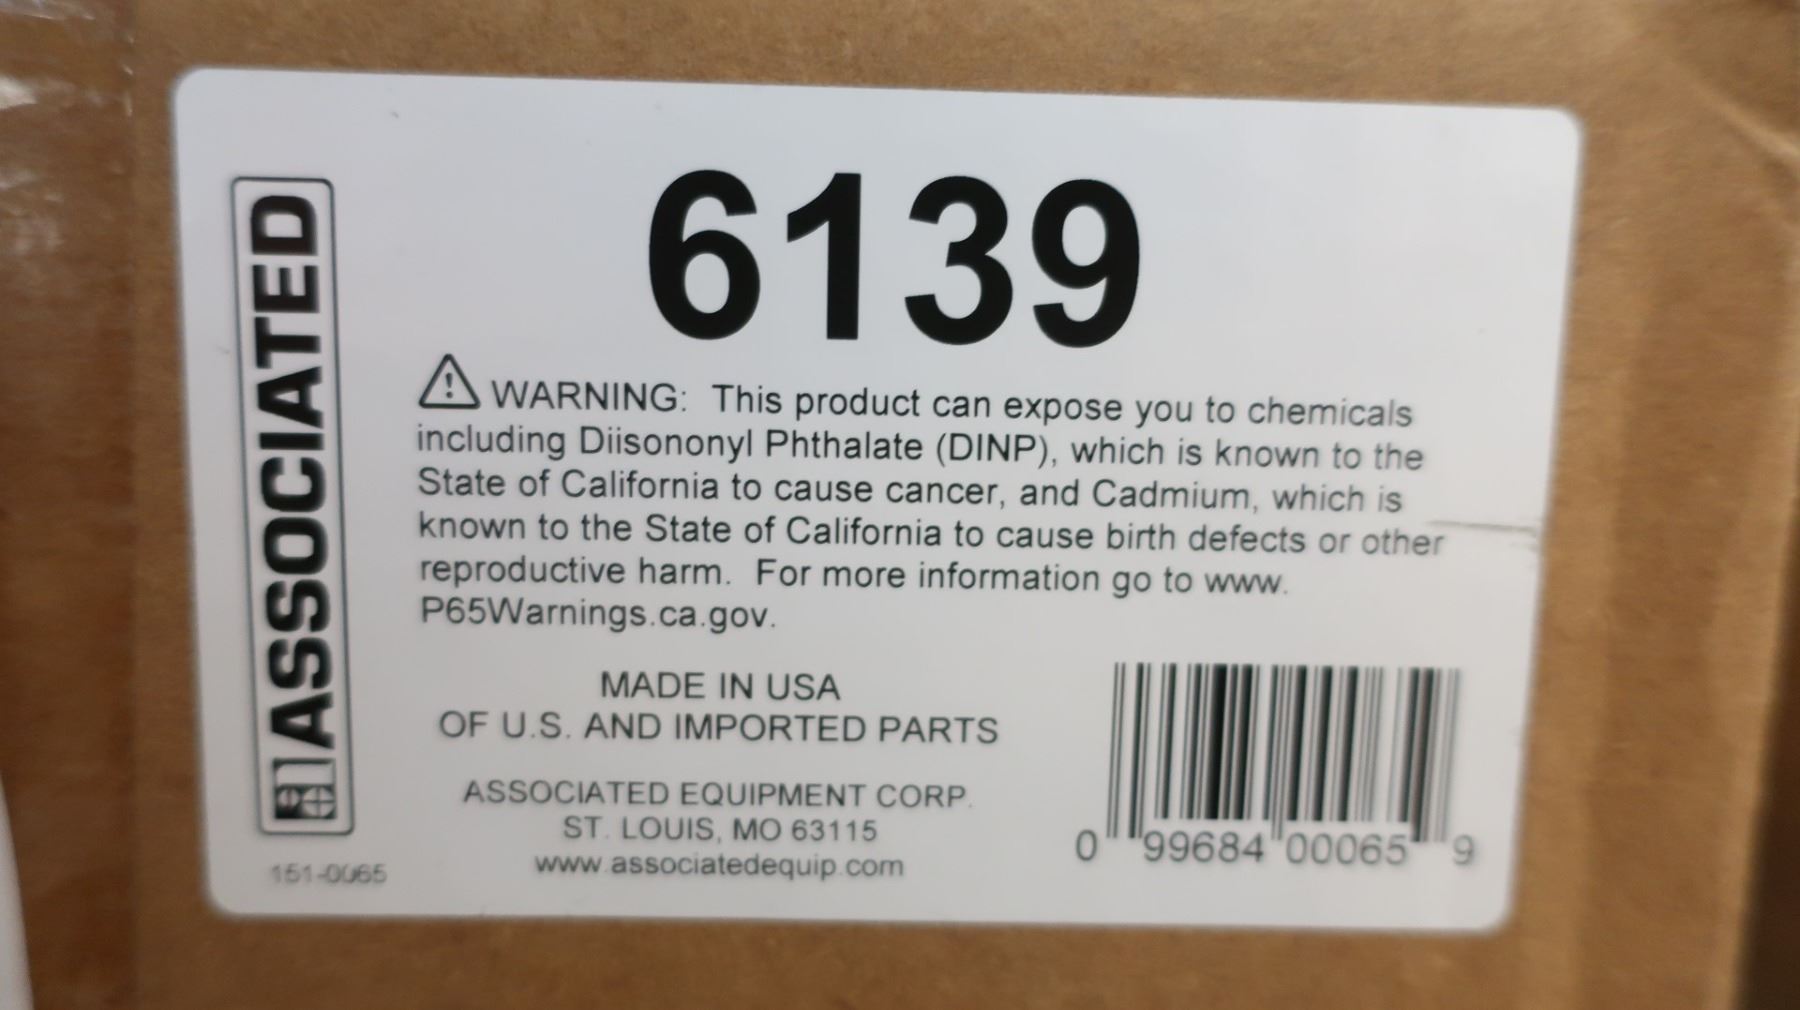 ASSOCIATED
6139
WARNING: This product can expose you to chemicals
including Diisononyl Phthalate (DINP), which is known to the
State of California to cause cancer, and Cadmium, which is
known to the State of California to cause birth defects or other
reproductive harm. For more information go to www.
P65Warnings.ca.gov.
MADE IN USA
OF U.S. AND IMPORTED PARTS
ASSOCIATED EQUIPMENT CORP.
ST. LOUIS, MO 63115
www.associatedequip.com
151-0065
0 99684 00065 9